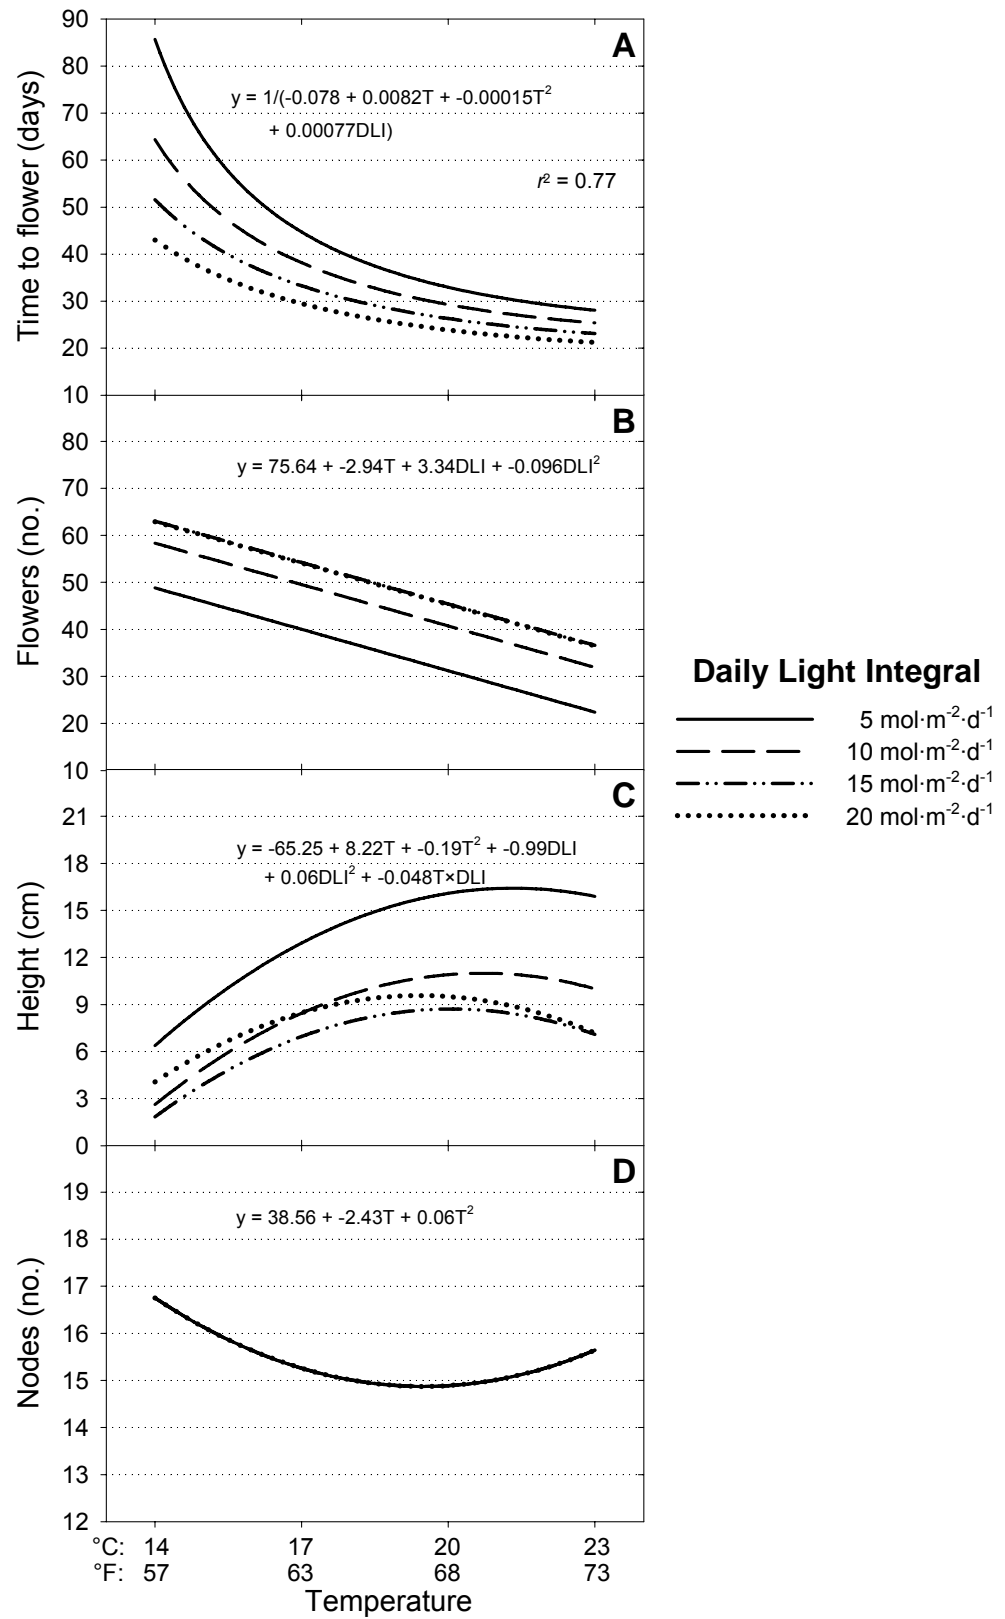 A
Time to flower (days)
90
80
70
60
50
40
30
20
10
y = 1/(-0.078 + 0.0082T + -0.00015T²
+ 0.00077DLI)
r² = 0.77
B
Flowers (no.)
80
70
60
50
40
30
20
10
y = 75.64 + -2.94T + 3.34DLI + -0.096DLI²
Daily Light Integral
5 mol·m⁻²·d⁻¹
10 mol·m⁻²·d⁻¹
15 mol·m⁻²·d⁻¹
20 mol·m⁻²·d⁻¹
C
Height (cm)
21
18
15
12
9
6
3
0
y = -65.25 + 8.22T + -0.19T² + -0.99DLI
+ 0.06DLI² + -0.048T×DLI
D
Nodes (no.)
19
18
17
16
15
14
13
12
y = 38.56 + -2.43T + 0.06T²
°C: 14 17 20 23
°F: 57 63 68 73
Temperature